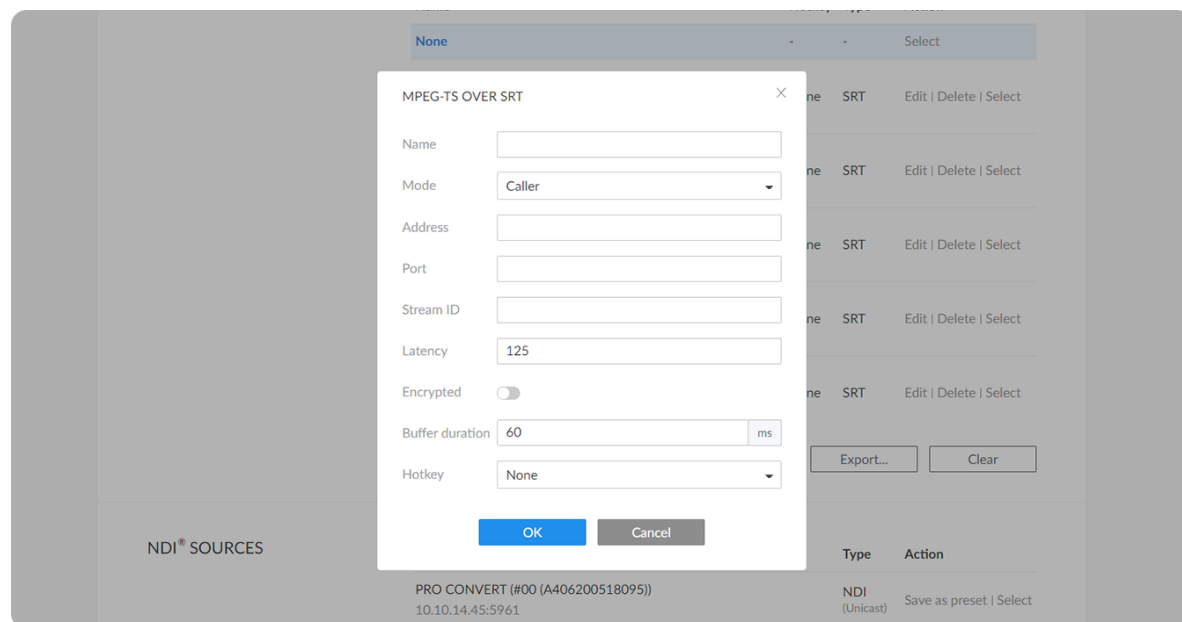 None - - Select
MPEG-TS OVER SRT
ne SRT Edit | Delete | Select
Name
Mode Caller
ne SRT Edit | Delete | Select
Address
ne SRT Edit | Delete | Select
Port
Stream ID
ne SRT Edit | Delete | Select
Latency 125
Encrypted
ne SRT Edit | Delete | Select
Buffer duration 60 ms
Export... Clear
Hotkey None
OK Cancel
NDI® SOURCES
Type Action
PRO CONVERT (#00 (A406200518095))
10.10.14.45:5961
NDI
(Unicast)
Save as preset | Select